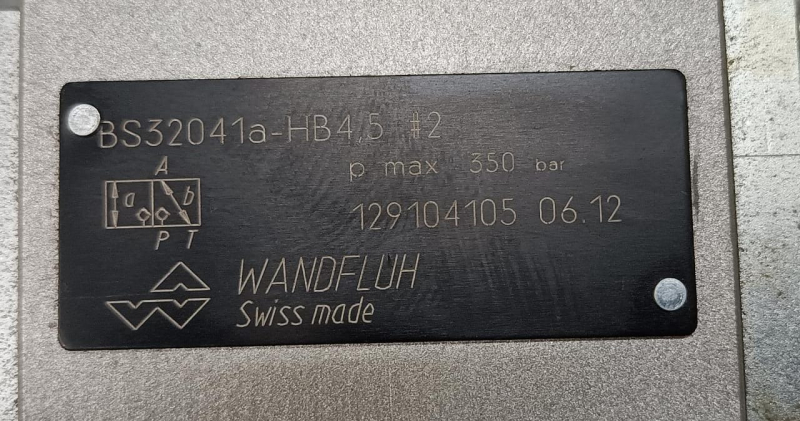 BS32041a-HB4,5 #2
p max 350 bar
A
a b
P T
129104105 06.12
WANDFLUH
Swiss made